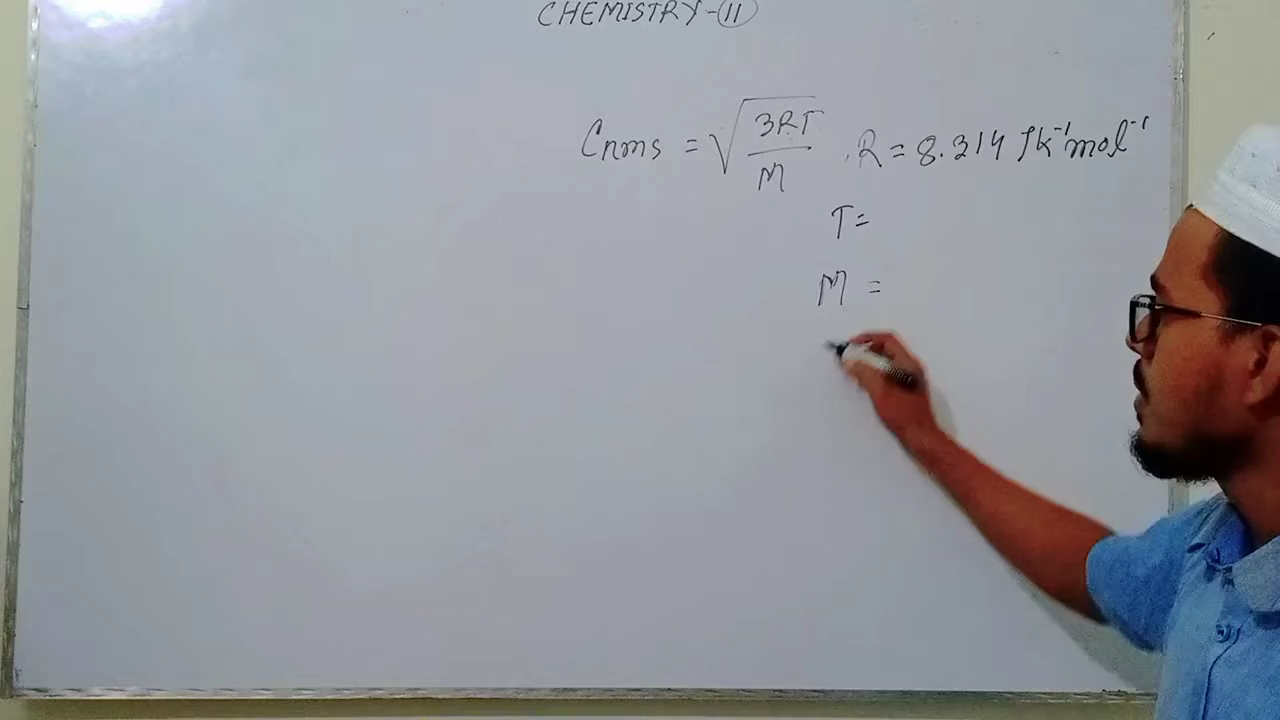 CHEMISTRY-11
Crms = √3RT/M , R = 8.314 JK⁻¹mol⁻¹
T =
M =